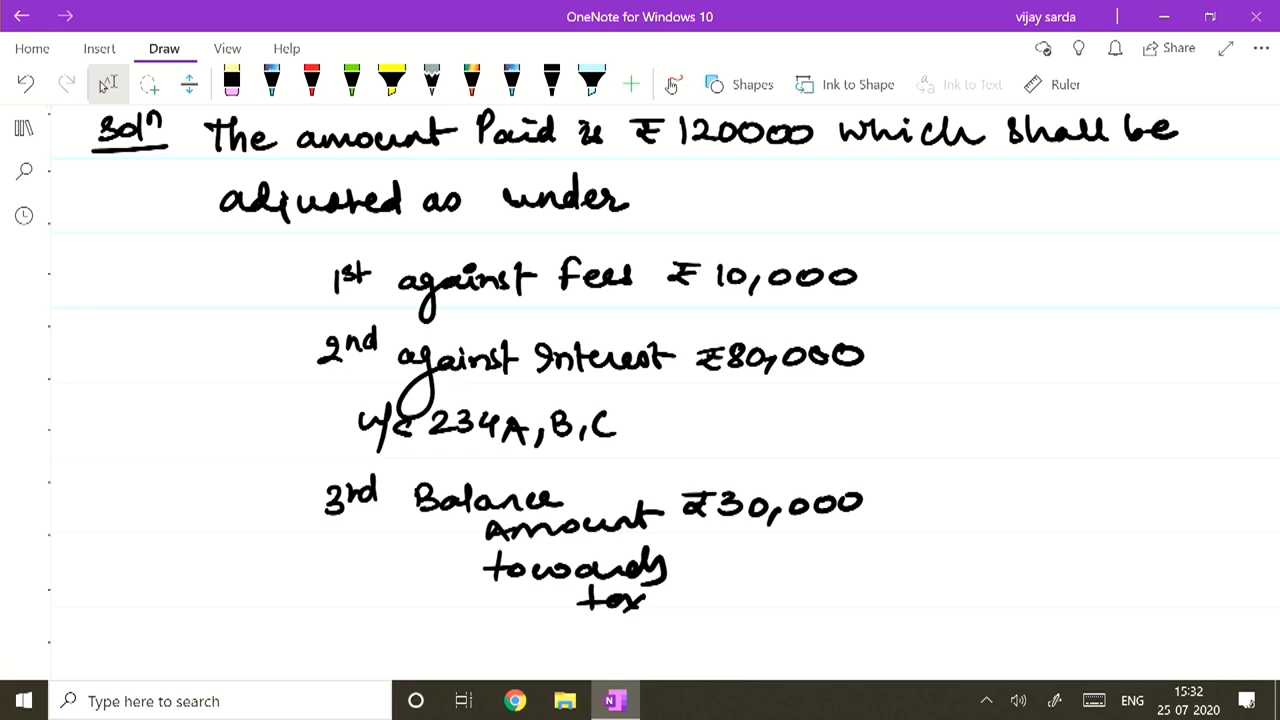 OneNote for Windows 10
vijay sarda
Home Insert Draw View Help
Share
Shapes Ink to Shape Ink to Text Ruler
Soln The amount Paid is ₹ 120000 which shall be
adjusted as under
1st against Fees ₹ 10,000
2nd against Interest ₹80,000
u/s 234A, B, C
3rd Balance
Amount ₹30,000
towards
tax
Type here to search
ENG
15:32
25 07 2020